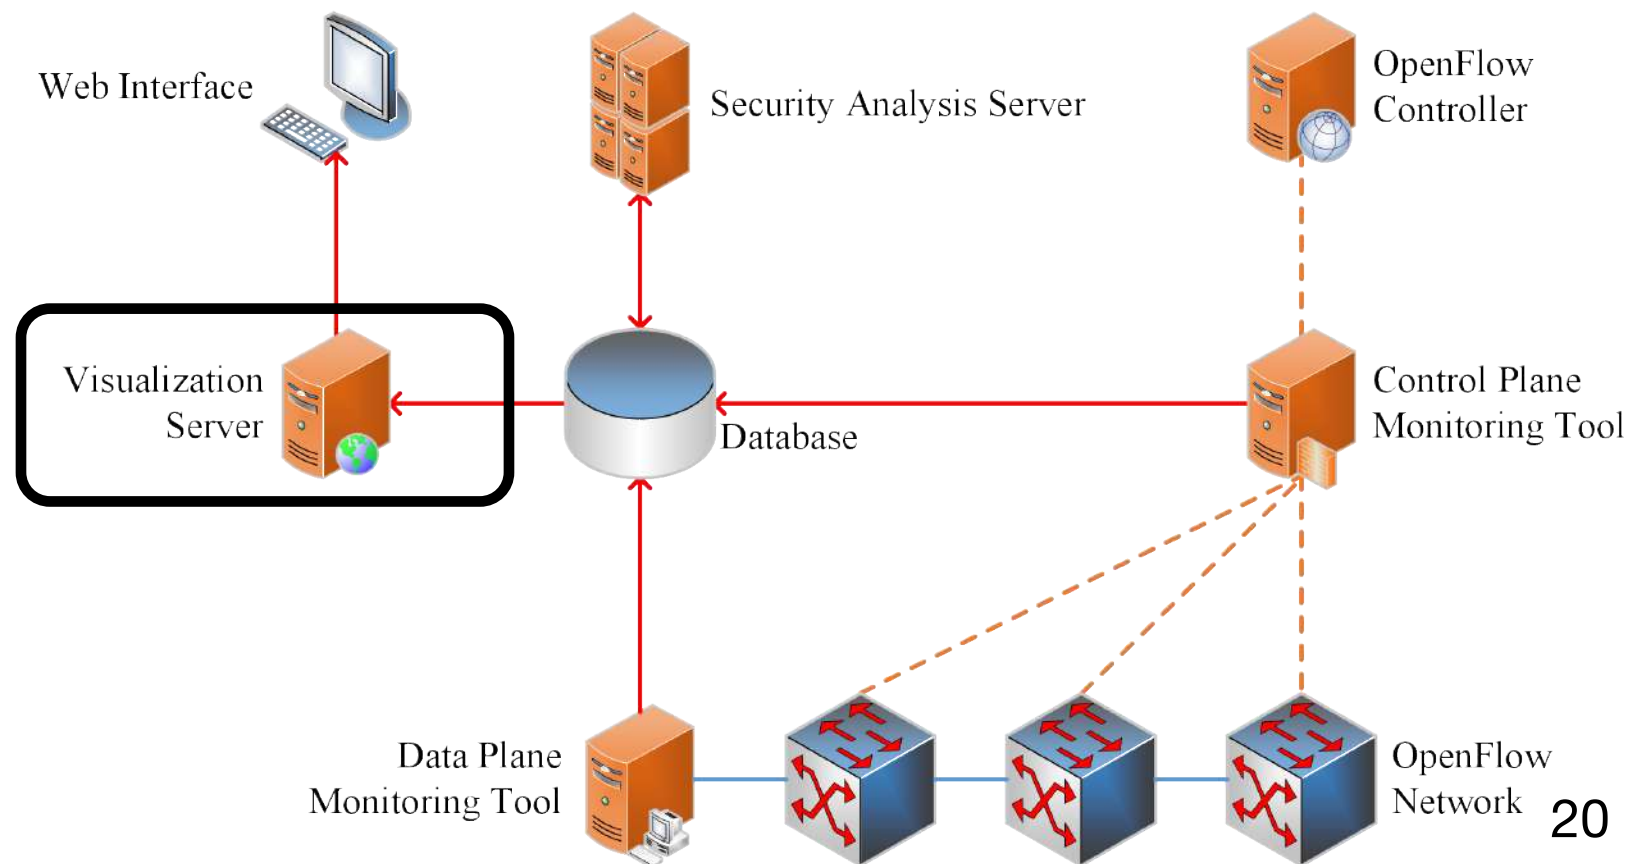 Web Interface
Security Analysis Server
OpenFlow
Controller
Visualization
Server
Database
Control Plane
Monitoring Tool
Data Plane
Monitoring Tool
OpenFlow
Network
20